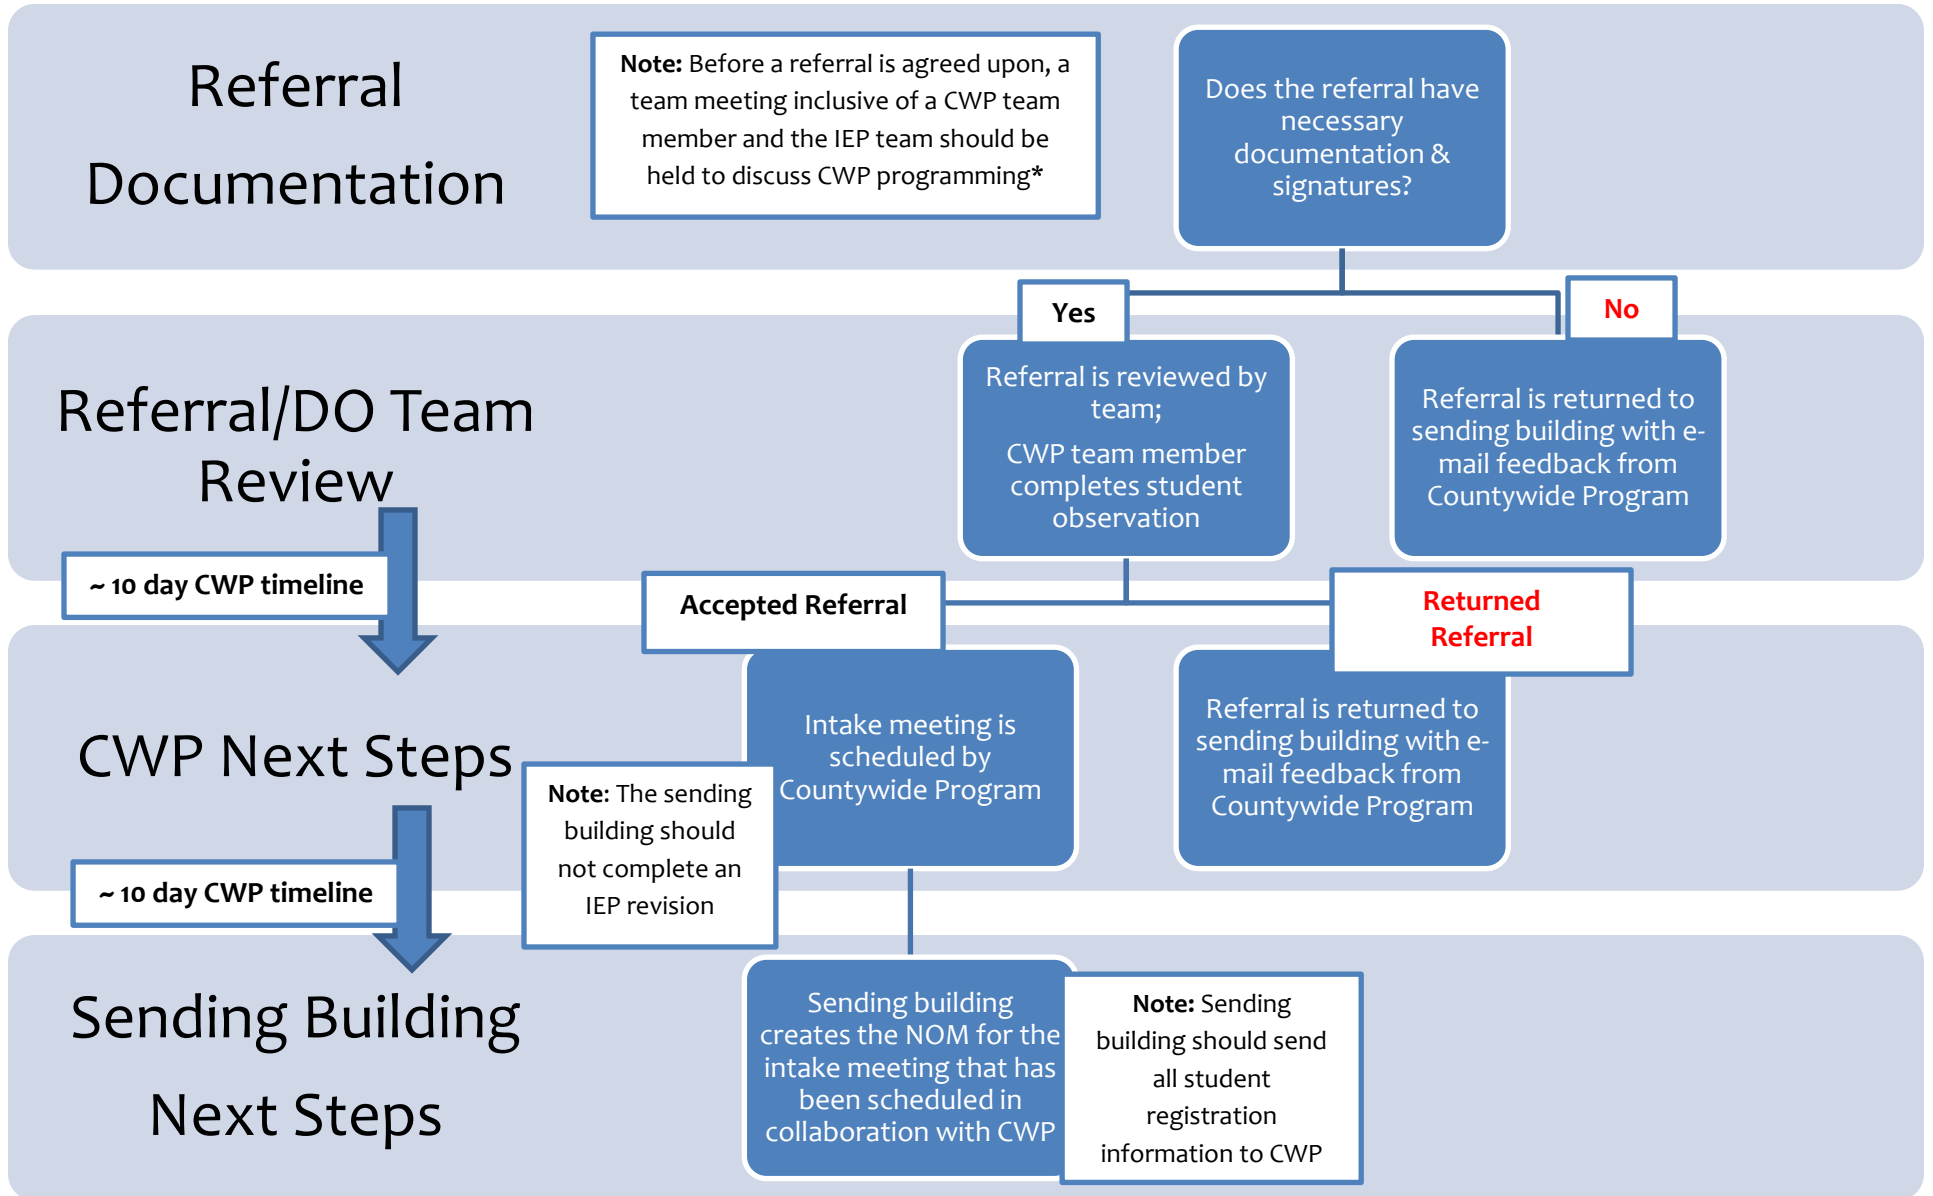 Referral
Documentation
Note: Before a referral is agreed upon, a
team meeting inclusive of a CWP team
member and the IEP team should be
held to discuss CWP programming*
Does the referral have
necessary
documentation &
signatures?
Yes
No
Referral/DO Team
Review
Referral is reviewed by
team;
CWP team member
completes student
observation
Referral is returned to
sending building with e-
mail feedback from
Countywide Program
~ 10 day CWP timeline
Accepted Referral
Returned
Referral
CWP Next Steps
Intake meeting is
scheduled by
Countywide Program
Note: The sending
building should
not complete an
IEP revision
Referral is returned to
sending building with e-
mail feedback from
Countywide Program
~ 10 day CWP timeline
Sending Building
Next Steps
Sending building
creates the NOM for the
intake meeting that has
been scheduled in
collaboration with CWP
Note: Sending
building should send
all student
registration
information to CWP